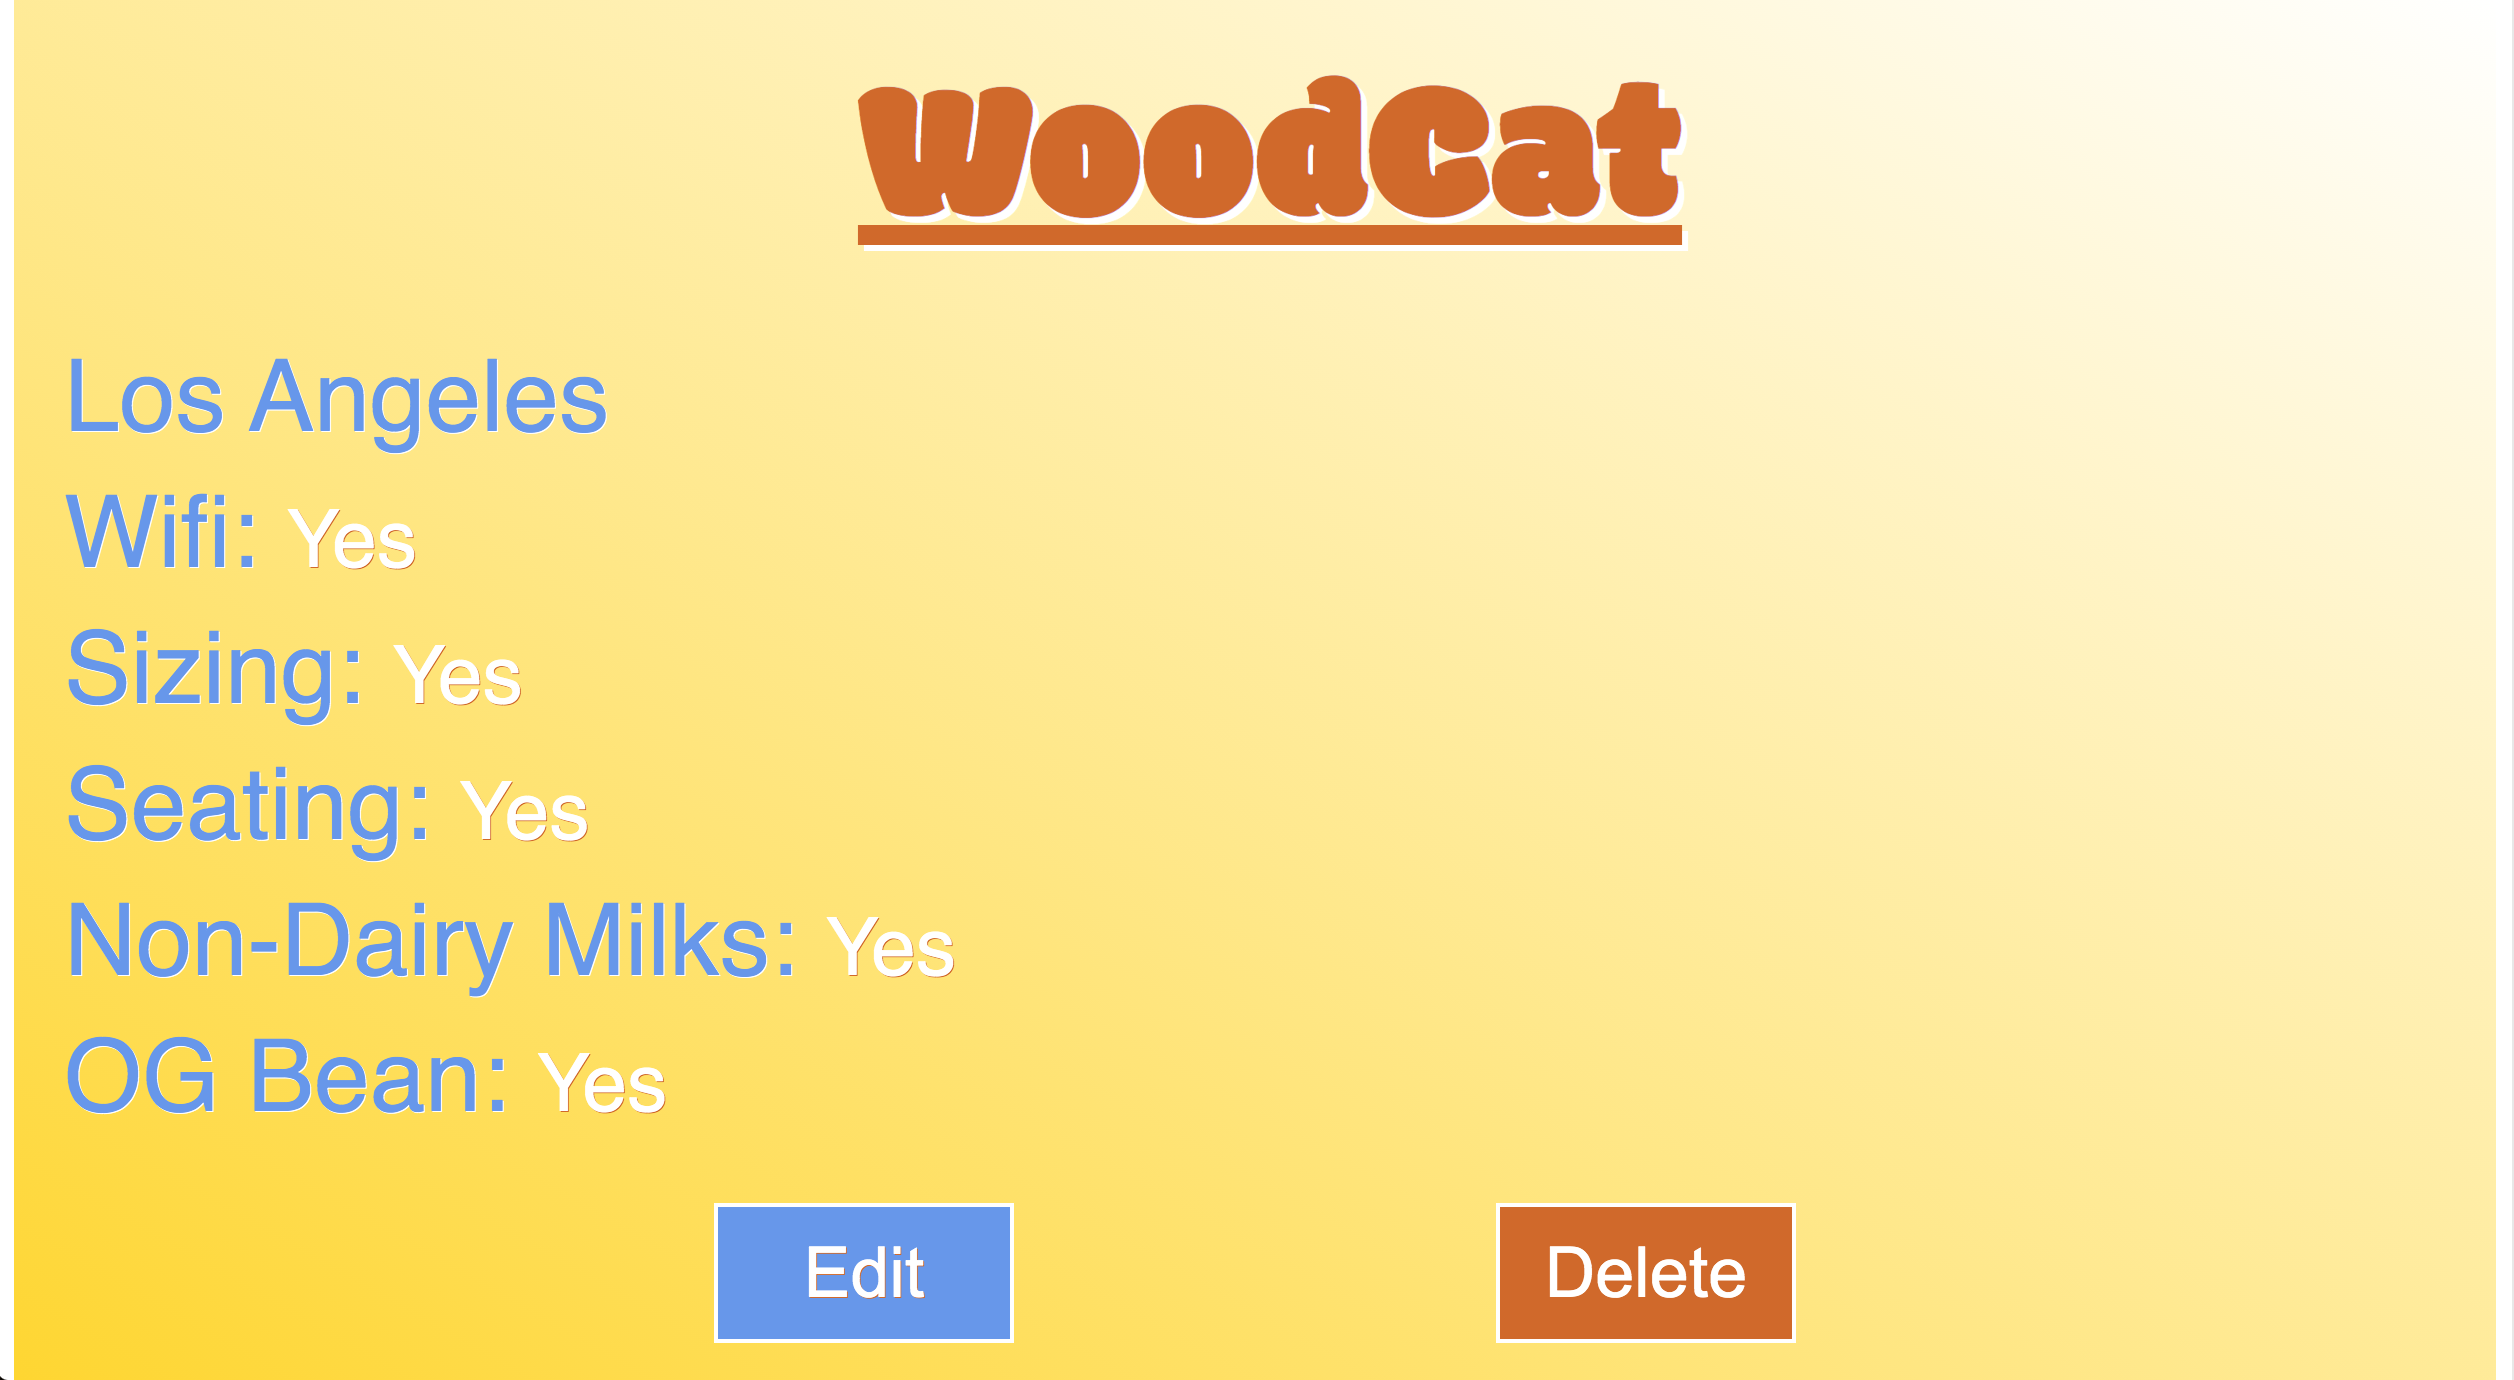 WoodCat
Los Angeles
Wifi: Yes
Sizing: Yes
Seating: Yes
Non-Dairy Milks: Yes
OG Bean: Yes
Edit Delete